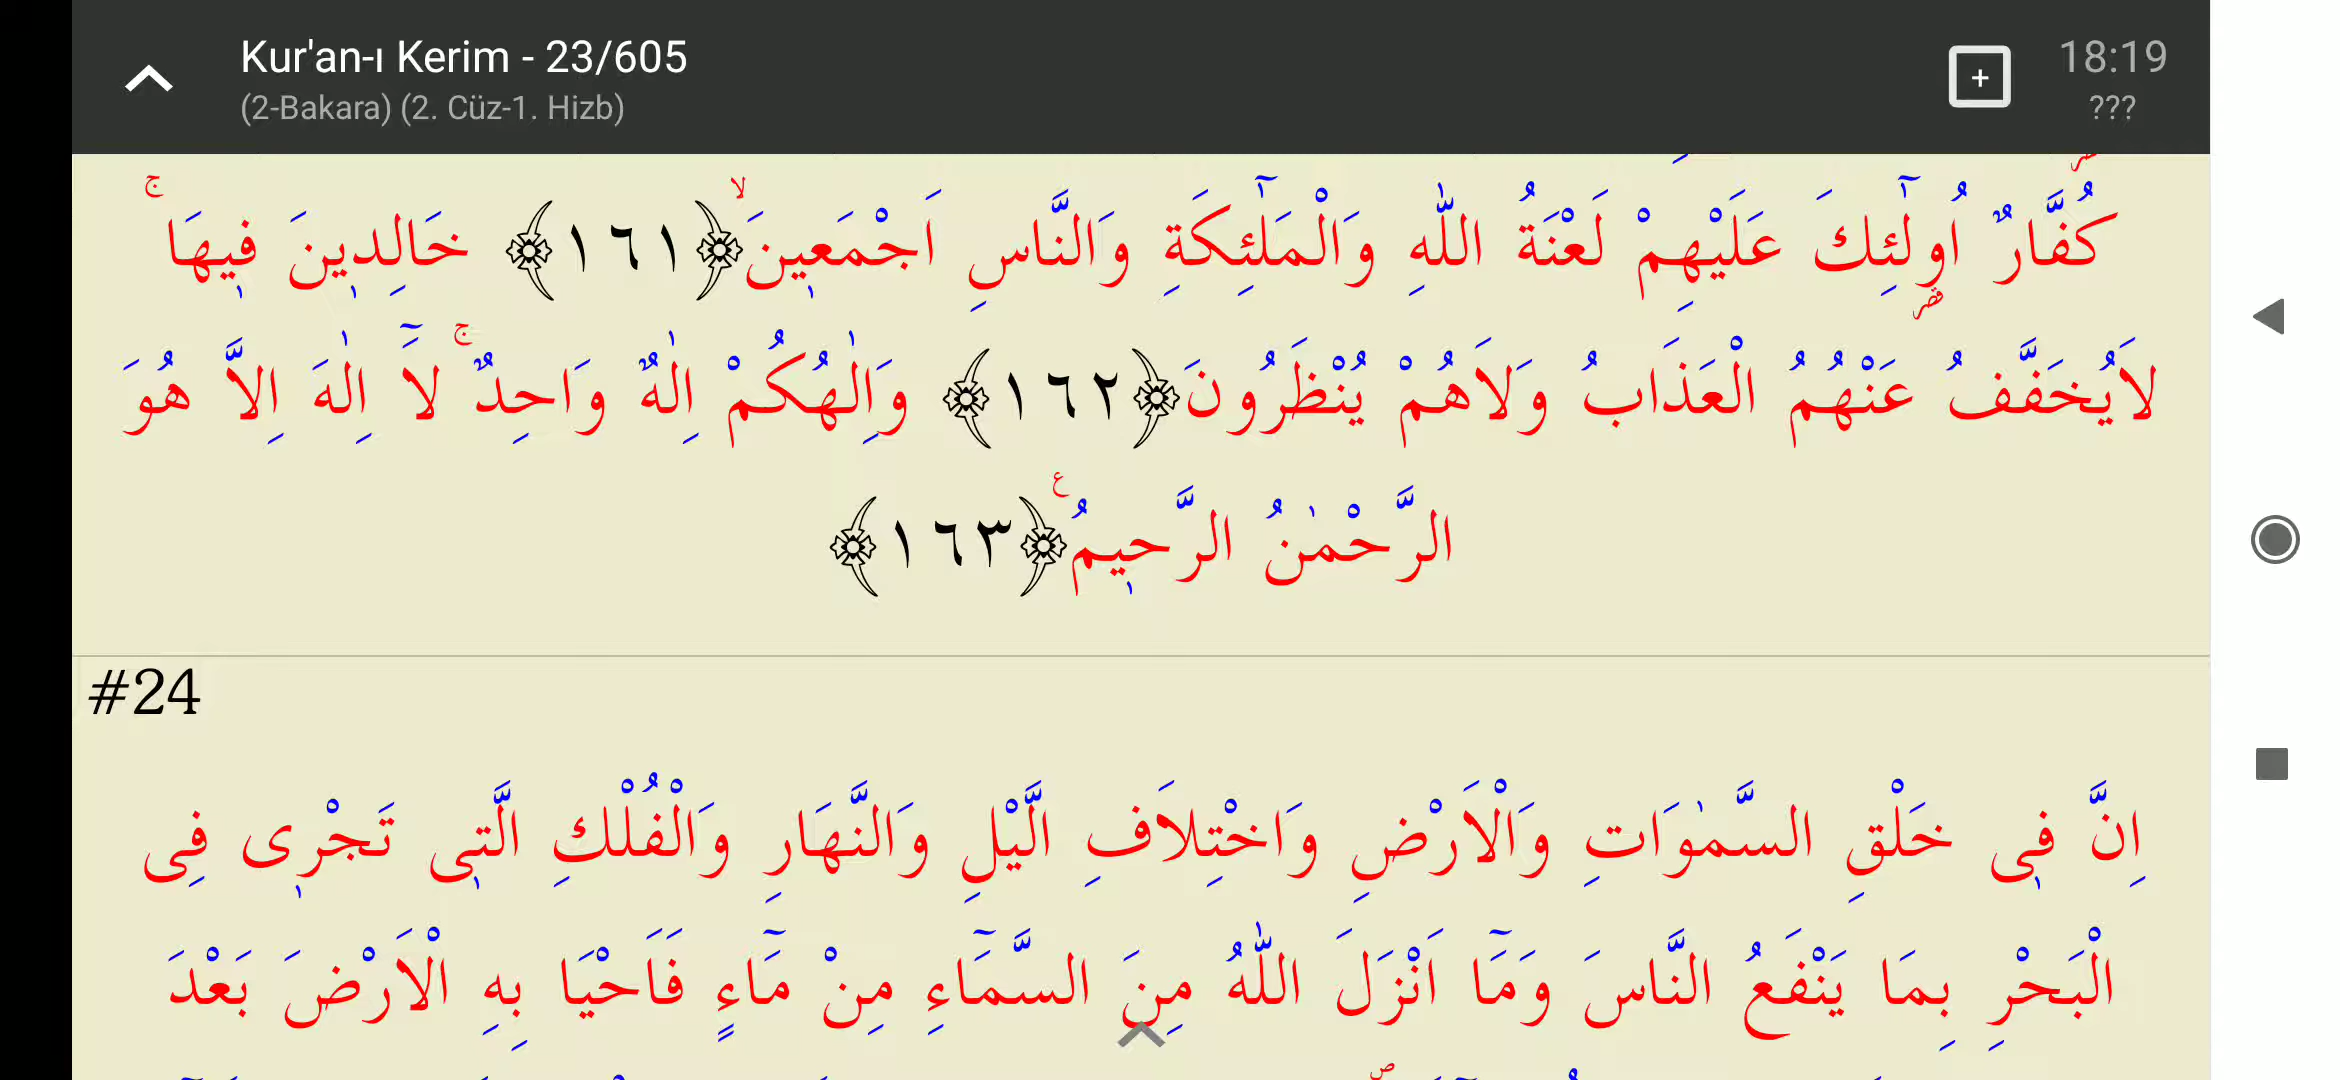 Kur'an-ı Kerim - 23/605
(2-Bakara) (2. Cüz-1. Hizb)
18:19
???
كُفَّارٌ اُولٰٓئِكَ عَلَيْهِمْ لَعْنَةُ اللّٰهِ وَالْمَلٰٓئِكَةِ وَالنَّاسِ اَجْمَعٖينَۙ ﴿١٦١﴾ خَالِدٖينَ فٖيهَاۚ
لَايُخَفَّفُ عَنْهُمُ الْعَذَابُ وَلَاهُمْ يُنْظَرُونَ ﴿١٦٢﴾ وَاِلٰهُكُمْ اِلٰهٌ وَاحِدٌۚ لَٓا اِلٰهَ اِلَّا هُوَ
الرَّحْمٰنُ الرَّحٖيمُ ع ﴿١٦٣﴾
#24
اِنَّ فٖى خَلْقِ السَّمٰوَاتِ وَالْاَرْضِ وَاخْتِلَافِ الَّيْلِ وَالنَّهَارِ وَالْفُلْكِ الَّتٖى تَجْرٖى فِى
الْبَحْرِ بِمَا يَنْفَعُ النَّاسَ وَمَٓا اَنْزَلَ اللّٰهُ مِنَ السَّمَٓاءِ مِنْ مَٓاءٍ فَاَحْيَا بِهِ الْاَرْضَ بَعْدَ